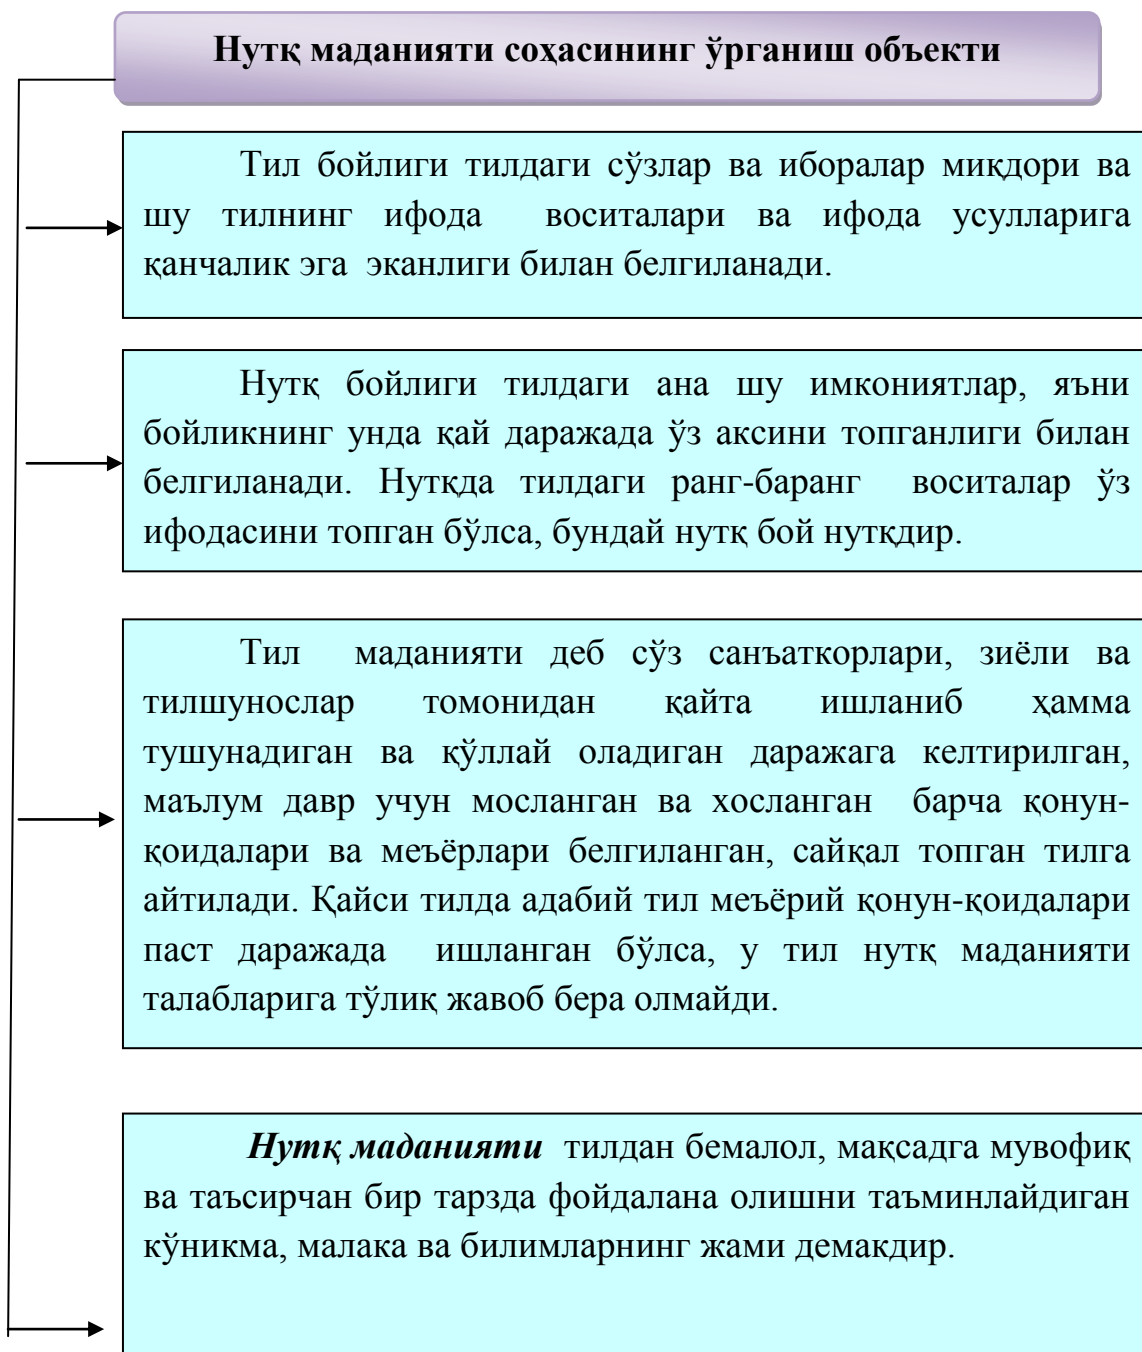 Нутқ маданияти соҳасининг ўрганиш объекти
Тил бойлиги тилдаги сўзлар ва иборалар миқдори ва
шу тилнинг ифода воситалари ва ифода усулларига
қанчалик эга эканлиги билан белгиланади.
Нутқ бойлиги тилдаги ана шу имкониятлар, яъни
бойликнинг унда қай даражада ўз аксини топганлиги билан
белгиланади. Нутқда тилдаги ранг-баранг воситалар ўз
ифодасини топган бўлса, бундай нутқ бой нутқдир.
Тил маданияти деб сўз санъаткорлари, зиёли ва
тилшунослар томонидан қайта ишланиб ҳамма
тушунадиган ва қўллай оладиган даражага келтирилган,
маълум давр учун мосланган ва хосланган барча қонун-
қоидалари ва меъёрлари белгиланган, сайқал топган тилга
айтилади. Қайси тилда адабий тил меъёрий қонун-қоидалари
паст даражада ишланган бўлса, у тил нутқ маданияти
талабларига тўлиқ жавоб бера олмайди.
Нутқ маданияти тилдан бемалол, мақсадга мувофиқ
ва таъсирчан бир тарзда фойдалана олишни таъминлайдиган
кўникма, малака ва билимларнинг жами демакдир.